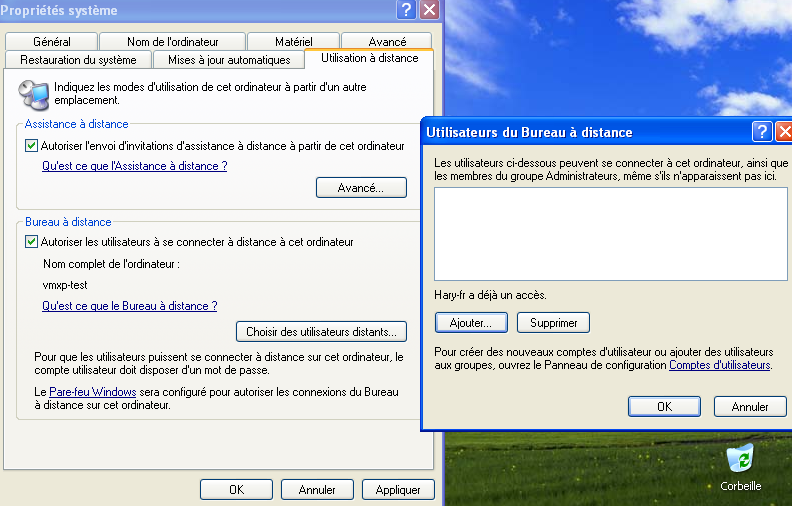 Propriétés système
Général
Nom de l'ordinateur
Matériel
Avancé
Restauration du système
Mises à jour automatiques
Utilisation à distance
Indiquez les modes d'utilisation de cet ordinateur à partir d'un autre
emplacement.
Assistance à distance
Autoriser l'envoi d'invitations d'assistance à distance à partir de cet ordinateur
Qu'est ce que l'Assistance à distance ?
Avancé...
Bureau à distance
Autoriser les utilisateurs à se connecter à distance à cet ordinateur
Nom complet de l'ordinateur :
vmxp-test
Qu'est ce que le Bureau à distance ?
Choisir des utilisateurs distants...
Pour que les utilisateurs puissent se connecter à distance sur cet ordinateur, le
compte utilisateur doit disposer d'un mot de passe.
Le Pare-feu Windows sera configuré pour autoriser les connexions du Bureau
à distance sur cet ordinateur.
OK
Annuler
Appliquer
Utilisateurs du Bureau à distance
Les utilisateurs ci-dessous peuvent se connecter à cet ordinateur, ainsi que
les membres du groupe Administrateurs, même s'ils n'apparaissent pas ici.
Hary-fr a déjà un accès.
Ajouter...
Supprimer
Pour créer des nouveaux comptes d'utilisateur ou ajouter des utilisateurs
aux groupes, ouvrez le Panneau de configuration Comptes d'utilisateurs.
OK
Annuler
Corbeille